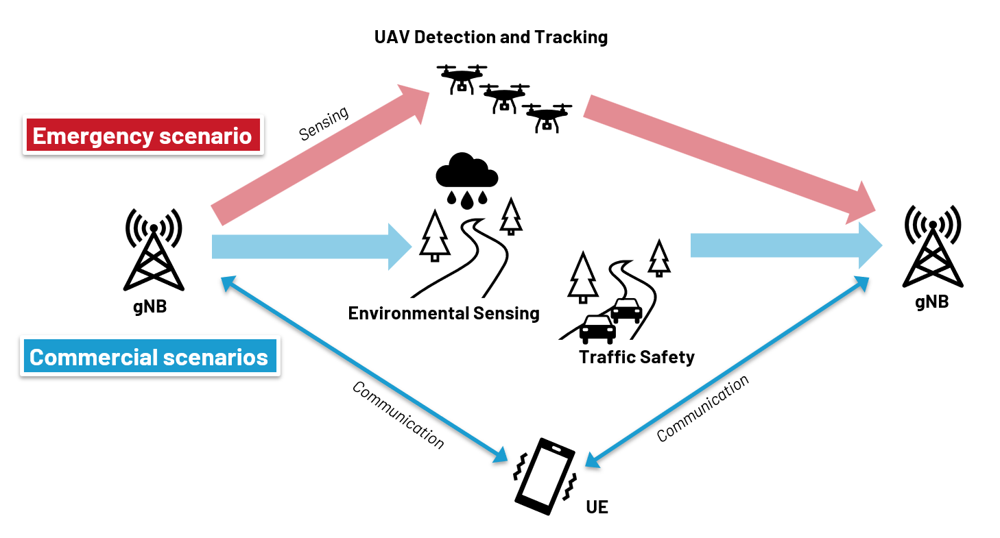 UAV Detection and Tracking
Sensing
Emergency scenario
gNB
gNB
Environmental Sensing
Commercial scenarios
Traffic Safety
Communication
Communication
UE